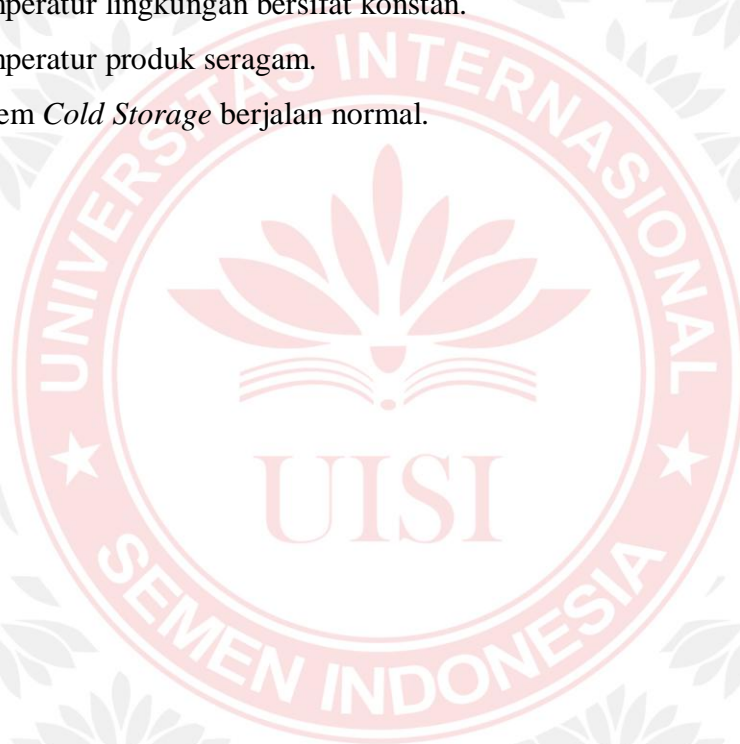 mperatur lingkungan bersifat konstan.
mperatur produk seragam.
em Cold Storage berjalan normal.
UNIVERSITAS INTERNASIONAL
UISI
SEMEN INDONESIA